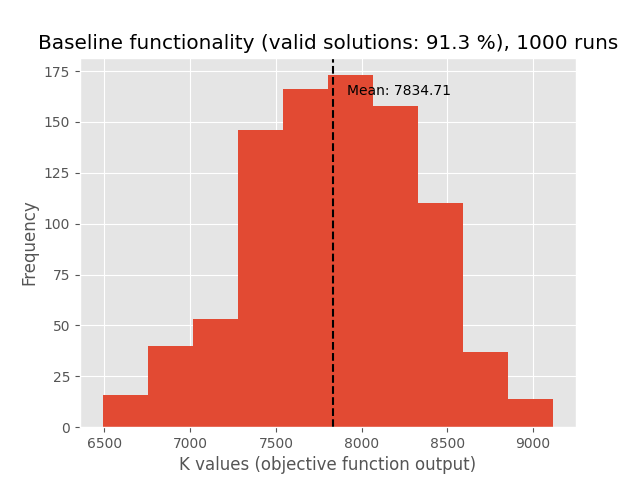 Baseline functionality (valid solutions: 91.3 %), 1000 runs
175
Mean: 7834.71
150
125
100
75
50
25
0
Frequency
6500 7000 7500 8000 8500 9000
K values (objective function output)